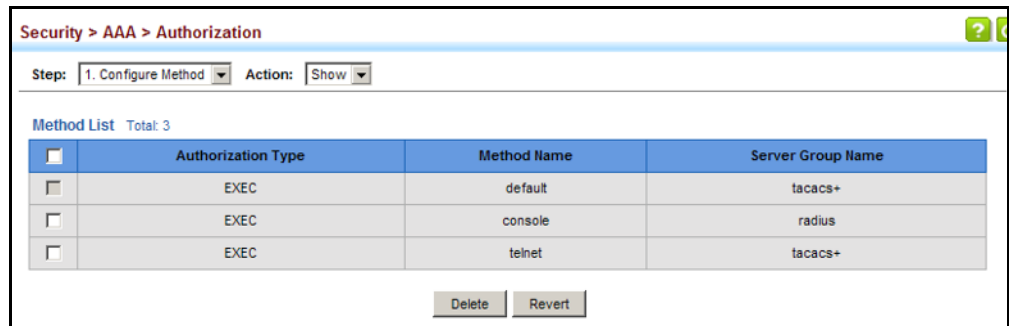 Security > AAA > Authorization
?
Step: 1. Configure Method Action: Show
Method List Total: 3
Authorization Type Method Name Server Group Name
EXEC default tacacs+
EXEC console radius
EXEC telnet tacacs+
Delete Revert